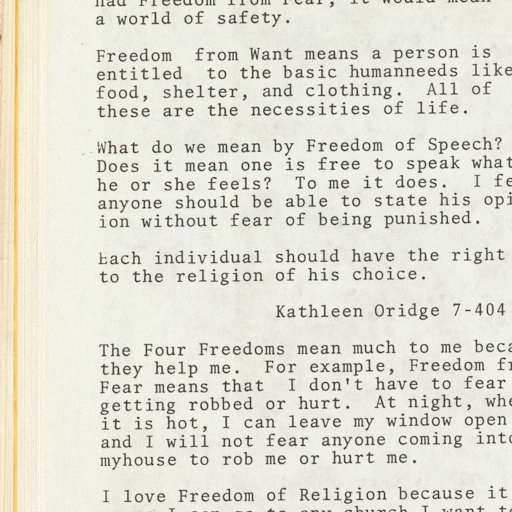 had Freedom from Fear, it would mean
a world of safety.
Freedom from Want means a person is
entitled to the basic humanneeds like
food, shelter, and clothing. All of
these are the necessities of life.
What do we mean by Freedom of Speech?
Does it mean one is free to speak what
he or she feels? To me it does. I fe
anyone should be able to state his opi
ion without fear of being punished.
Each individual should have the right
to the religion of his choice.
Kathleen Oridge 7-404
The Four Freedoms mean much to me beca
they help me. For example, Freedom fr
Fear means that I don't have to fear
getting robbed or hurt. At night, whe
it is hot, I can leave my window open
and I will not fear anyone coming into
myhouse to rob me or hurt me.
I love Freedom of Religion because it
I can go to any church I want to